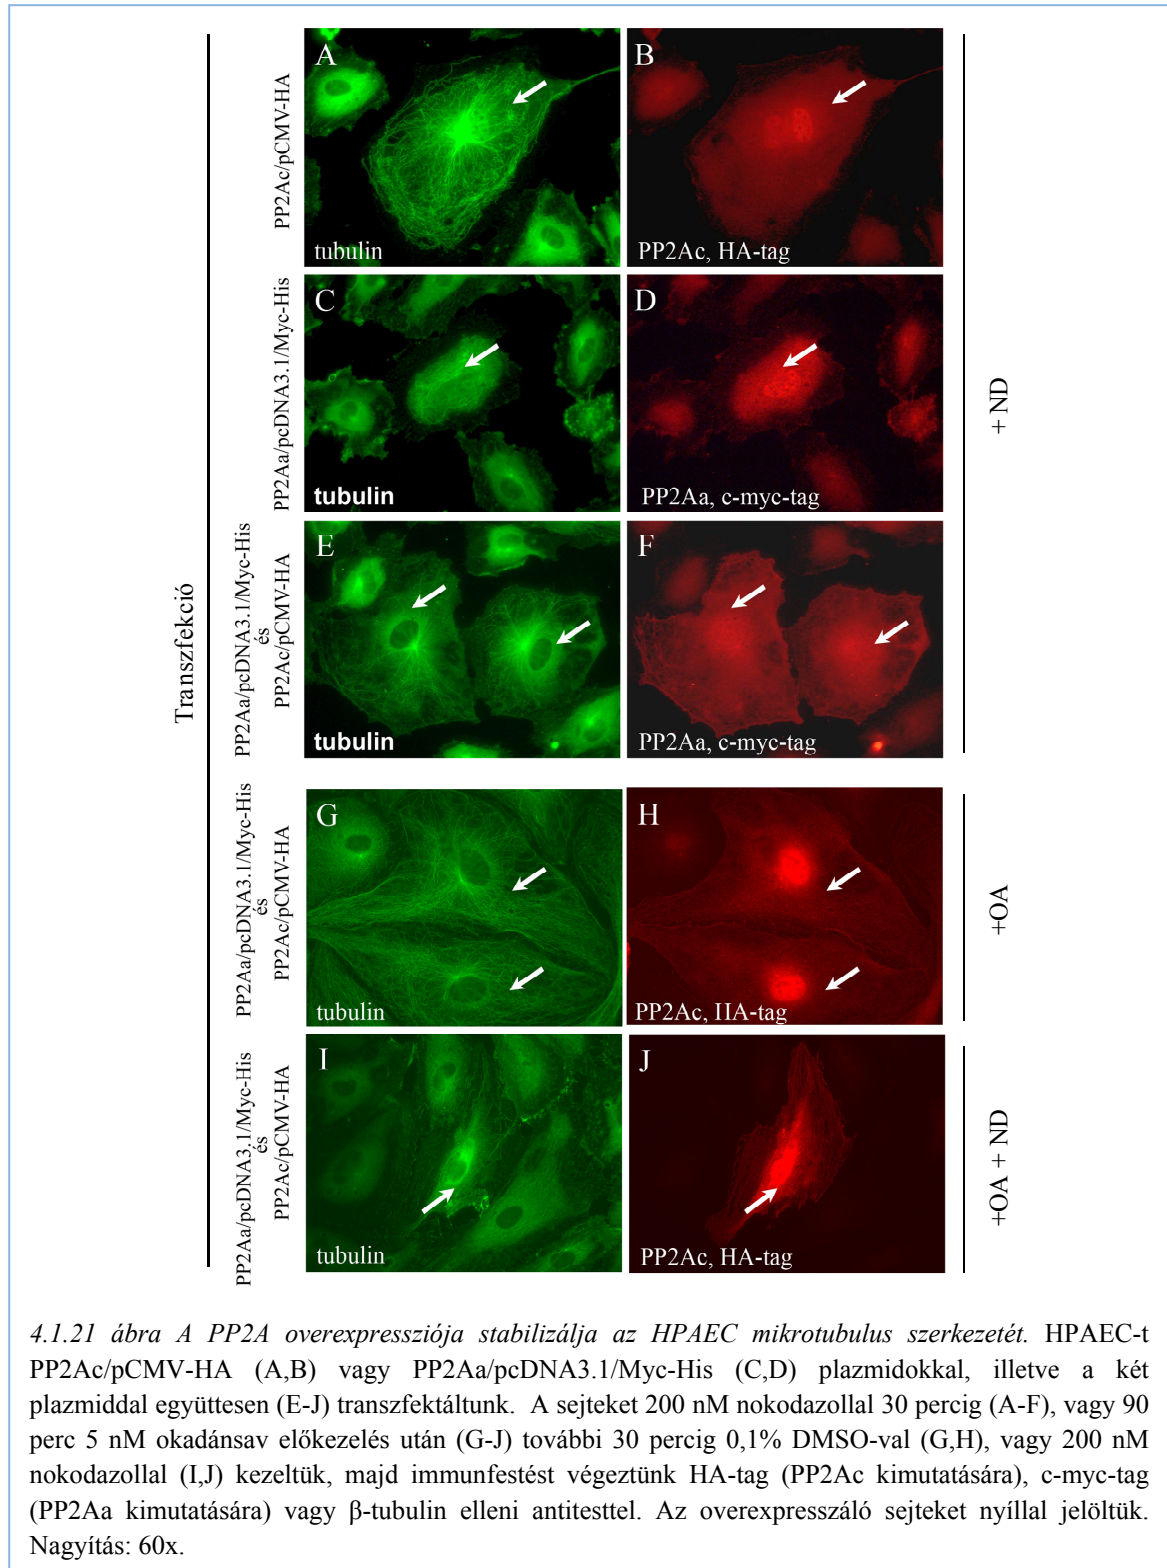 Transzfekció
PP2Ac/pCMV-HA
A
tubulin
B
PP2Ac, HA-tag
PP2Aa/pcDNA3.1/Myc-His
C
tubulin
D
PP2Aa, c-myc-tag
PP2Aa/pcDNA3.1/Myc-His
és
PP2Ac/pCMV-HA
E
tubulin
F
PP2Aa, c-myc-tag
+ ND
PP2Aa/pcDNA3.1/Myc-His
és
PP2Ac/pCMV-HA
G
tubulin
H
PP2Ac, HA-tag
+OA
PP2Aa/pcDNA3.1/Myc-His
és
PP2Ac/pCMV-HA
I
tubulin
J
PP2Ac, HA-tag
+OA + ND
4.1.21 ábra A PP2A overexpressziója stabilizálja az HPAEC mikrotubulus szerkezetét. HPAEC-t
PP2Ac/pCMV-HA (A,B) vagy PP2Aa/pcDNA3.1/Myc-His (C,D) plazmidokkal, illetve a két
plazmiddal együttesen (E-J) transzfektáltunk. A sejteket 200 nM nokodazollal 30 percig (A-F), vagy 90
perc 5 nM okadánsav előkezelés után (G-J) további 30 percig 0,1% DMSO-val (G,H), vagy 200 nM
nokodazollal (I,J) kezeltük, majd immunfestést végeztünk HA-tag (PP2Ac kimutatására), c-myc-tag
(PP2Aa kimutatására) vagy β-tubulin elleni antitesttel. Az overexpresszáló sejteket nyíllal jelöltük.
Nagyítás: 60x.